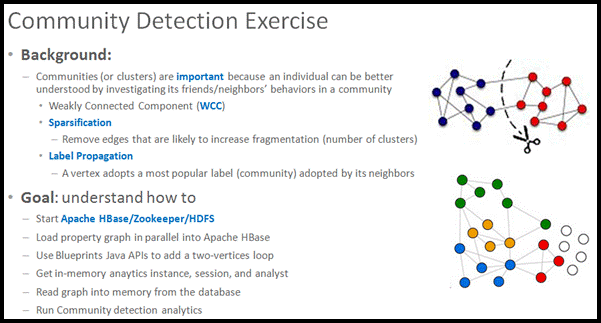 Community Detection Exercise
• Background:
– Communities (or clusters) are important because an individual can be better
understood by investigating its friends/neighbors' behaviors in a community
• Weakly Connected Component (WCC)
• Sparsification
– Remove edges that are likely to increase fragmentation (number of clusters)
• Label Propagation
– A vertex adopts a most popular label (community) adopted by its neighbors
• Goal: understand how to
– Start Apache HBase/Zookeeper/HDFS
– Load property graph in parallel into Apache HBase
– Use Blueprints Java APIs to add a two-vertices loop
– Get in-memory anaytics instance, session, and analyst
– Read graph into memory from the database
– Run Community detection analytics